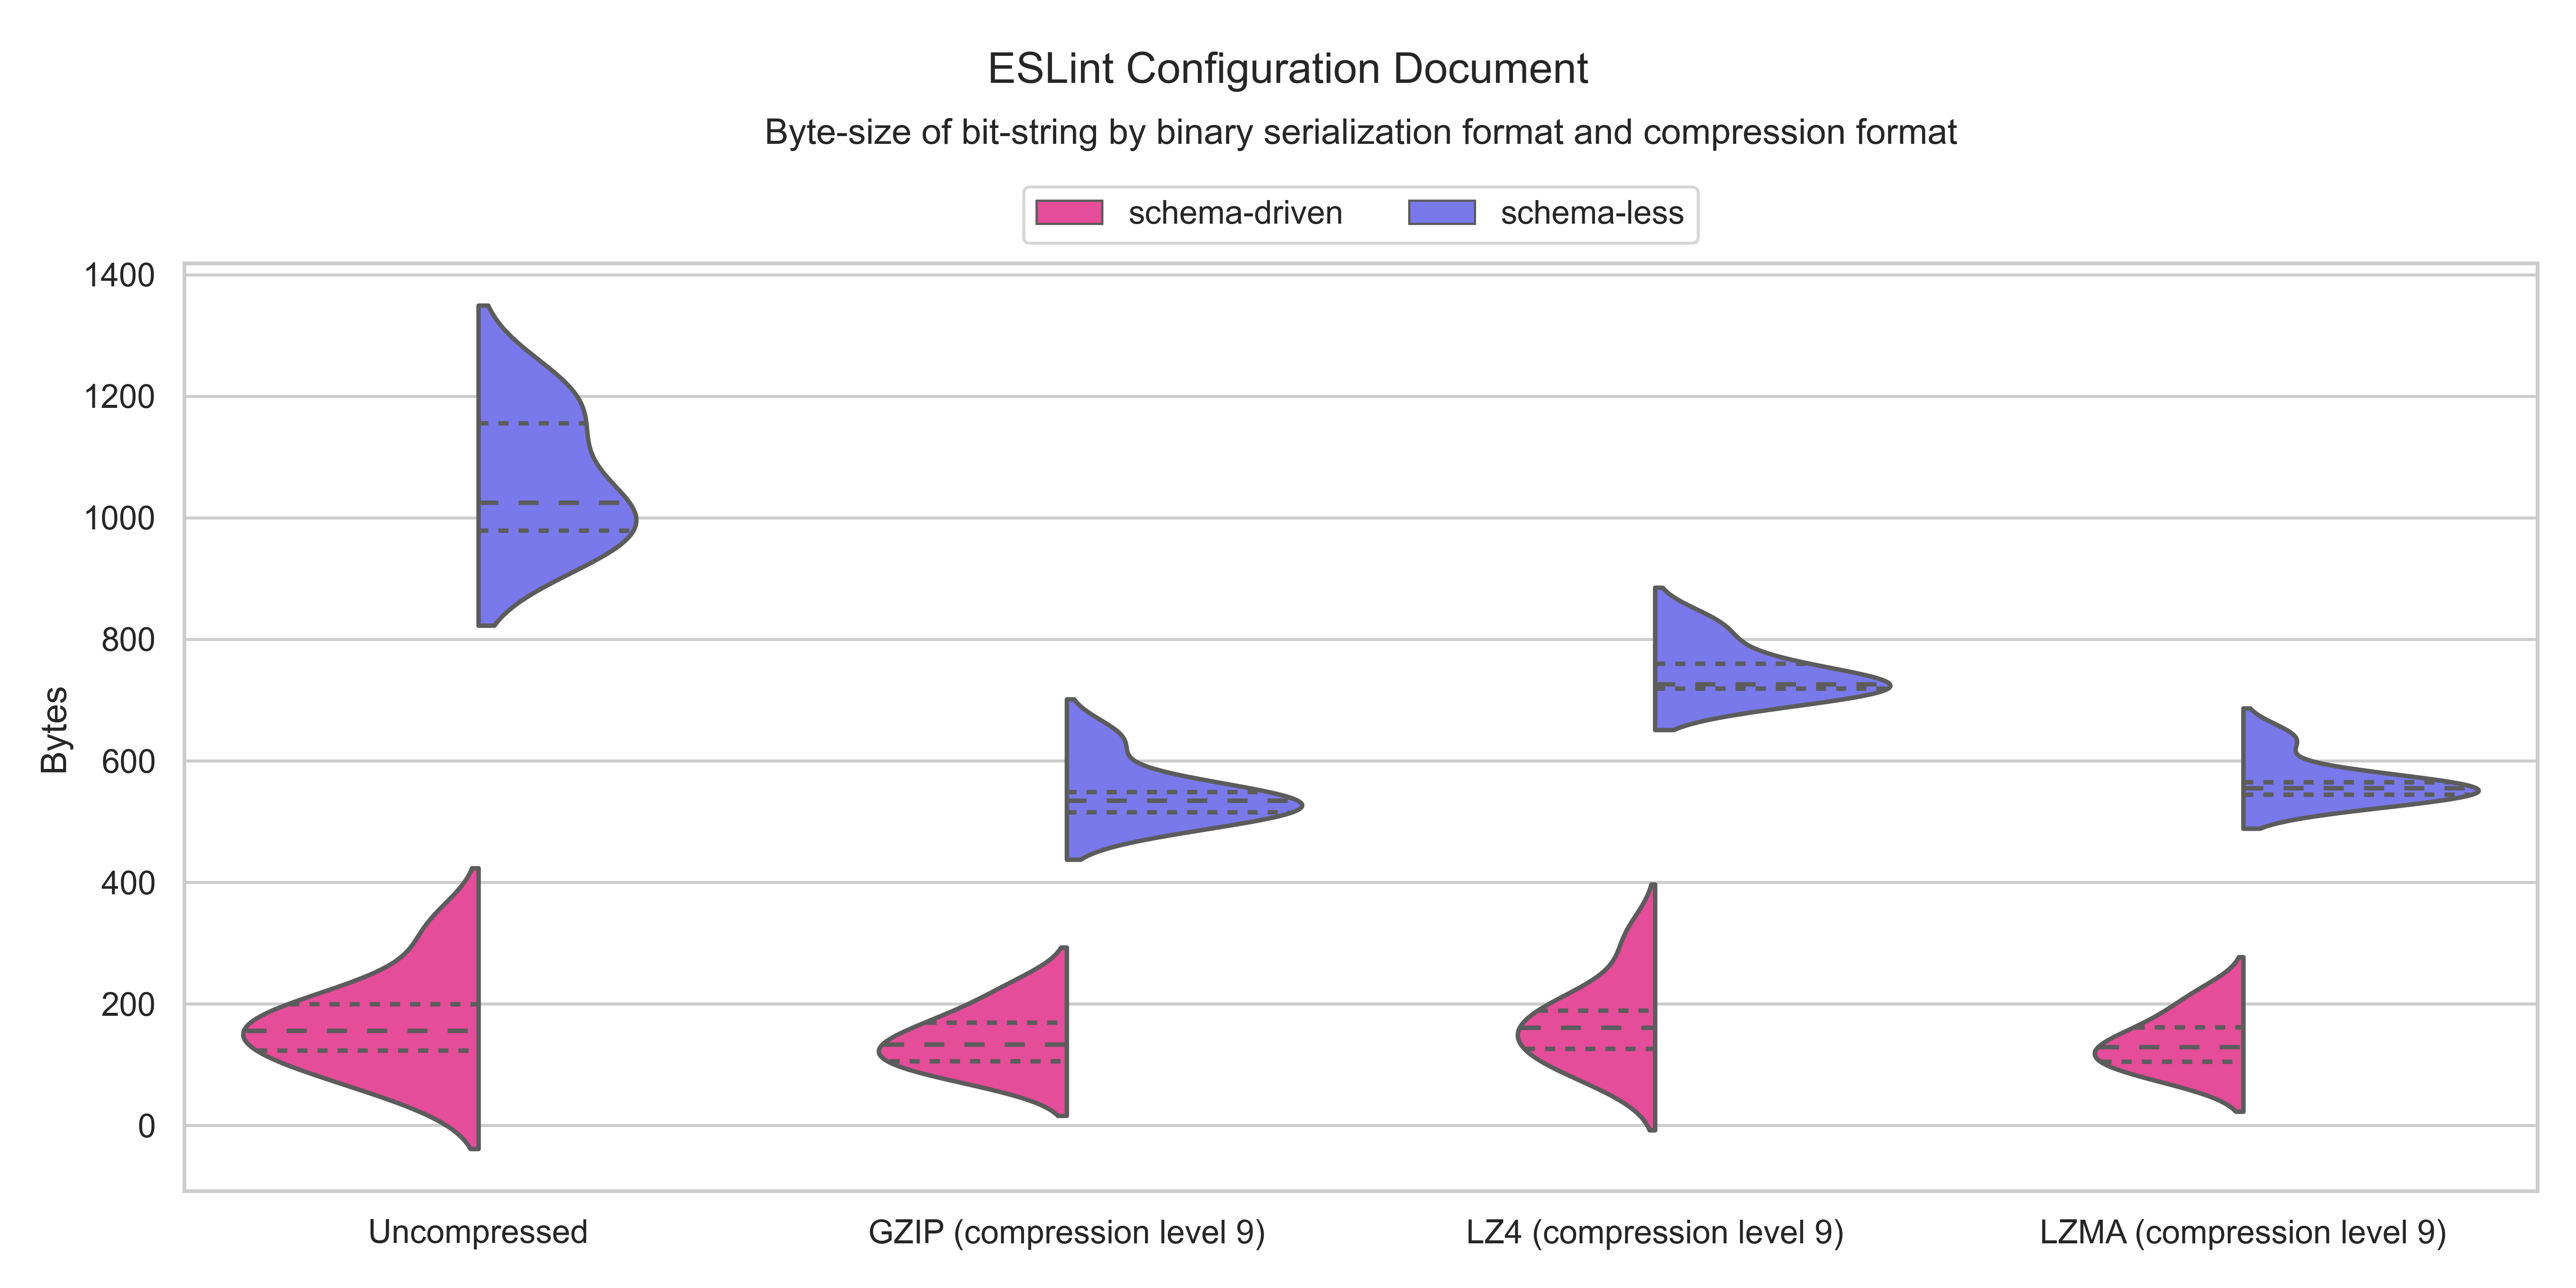 ESLint Configuration Document
Byte-size of bit-string by binary serialization format and compression format
schema-driven schema-less
1400
1200
1000
800
600
400
200
0
Bytes
Uncompressed GZIP (compression level 9) LZ4 (compression level 9) LZMA (compression level 9)